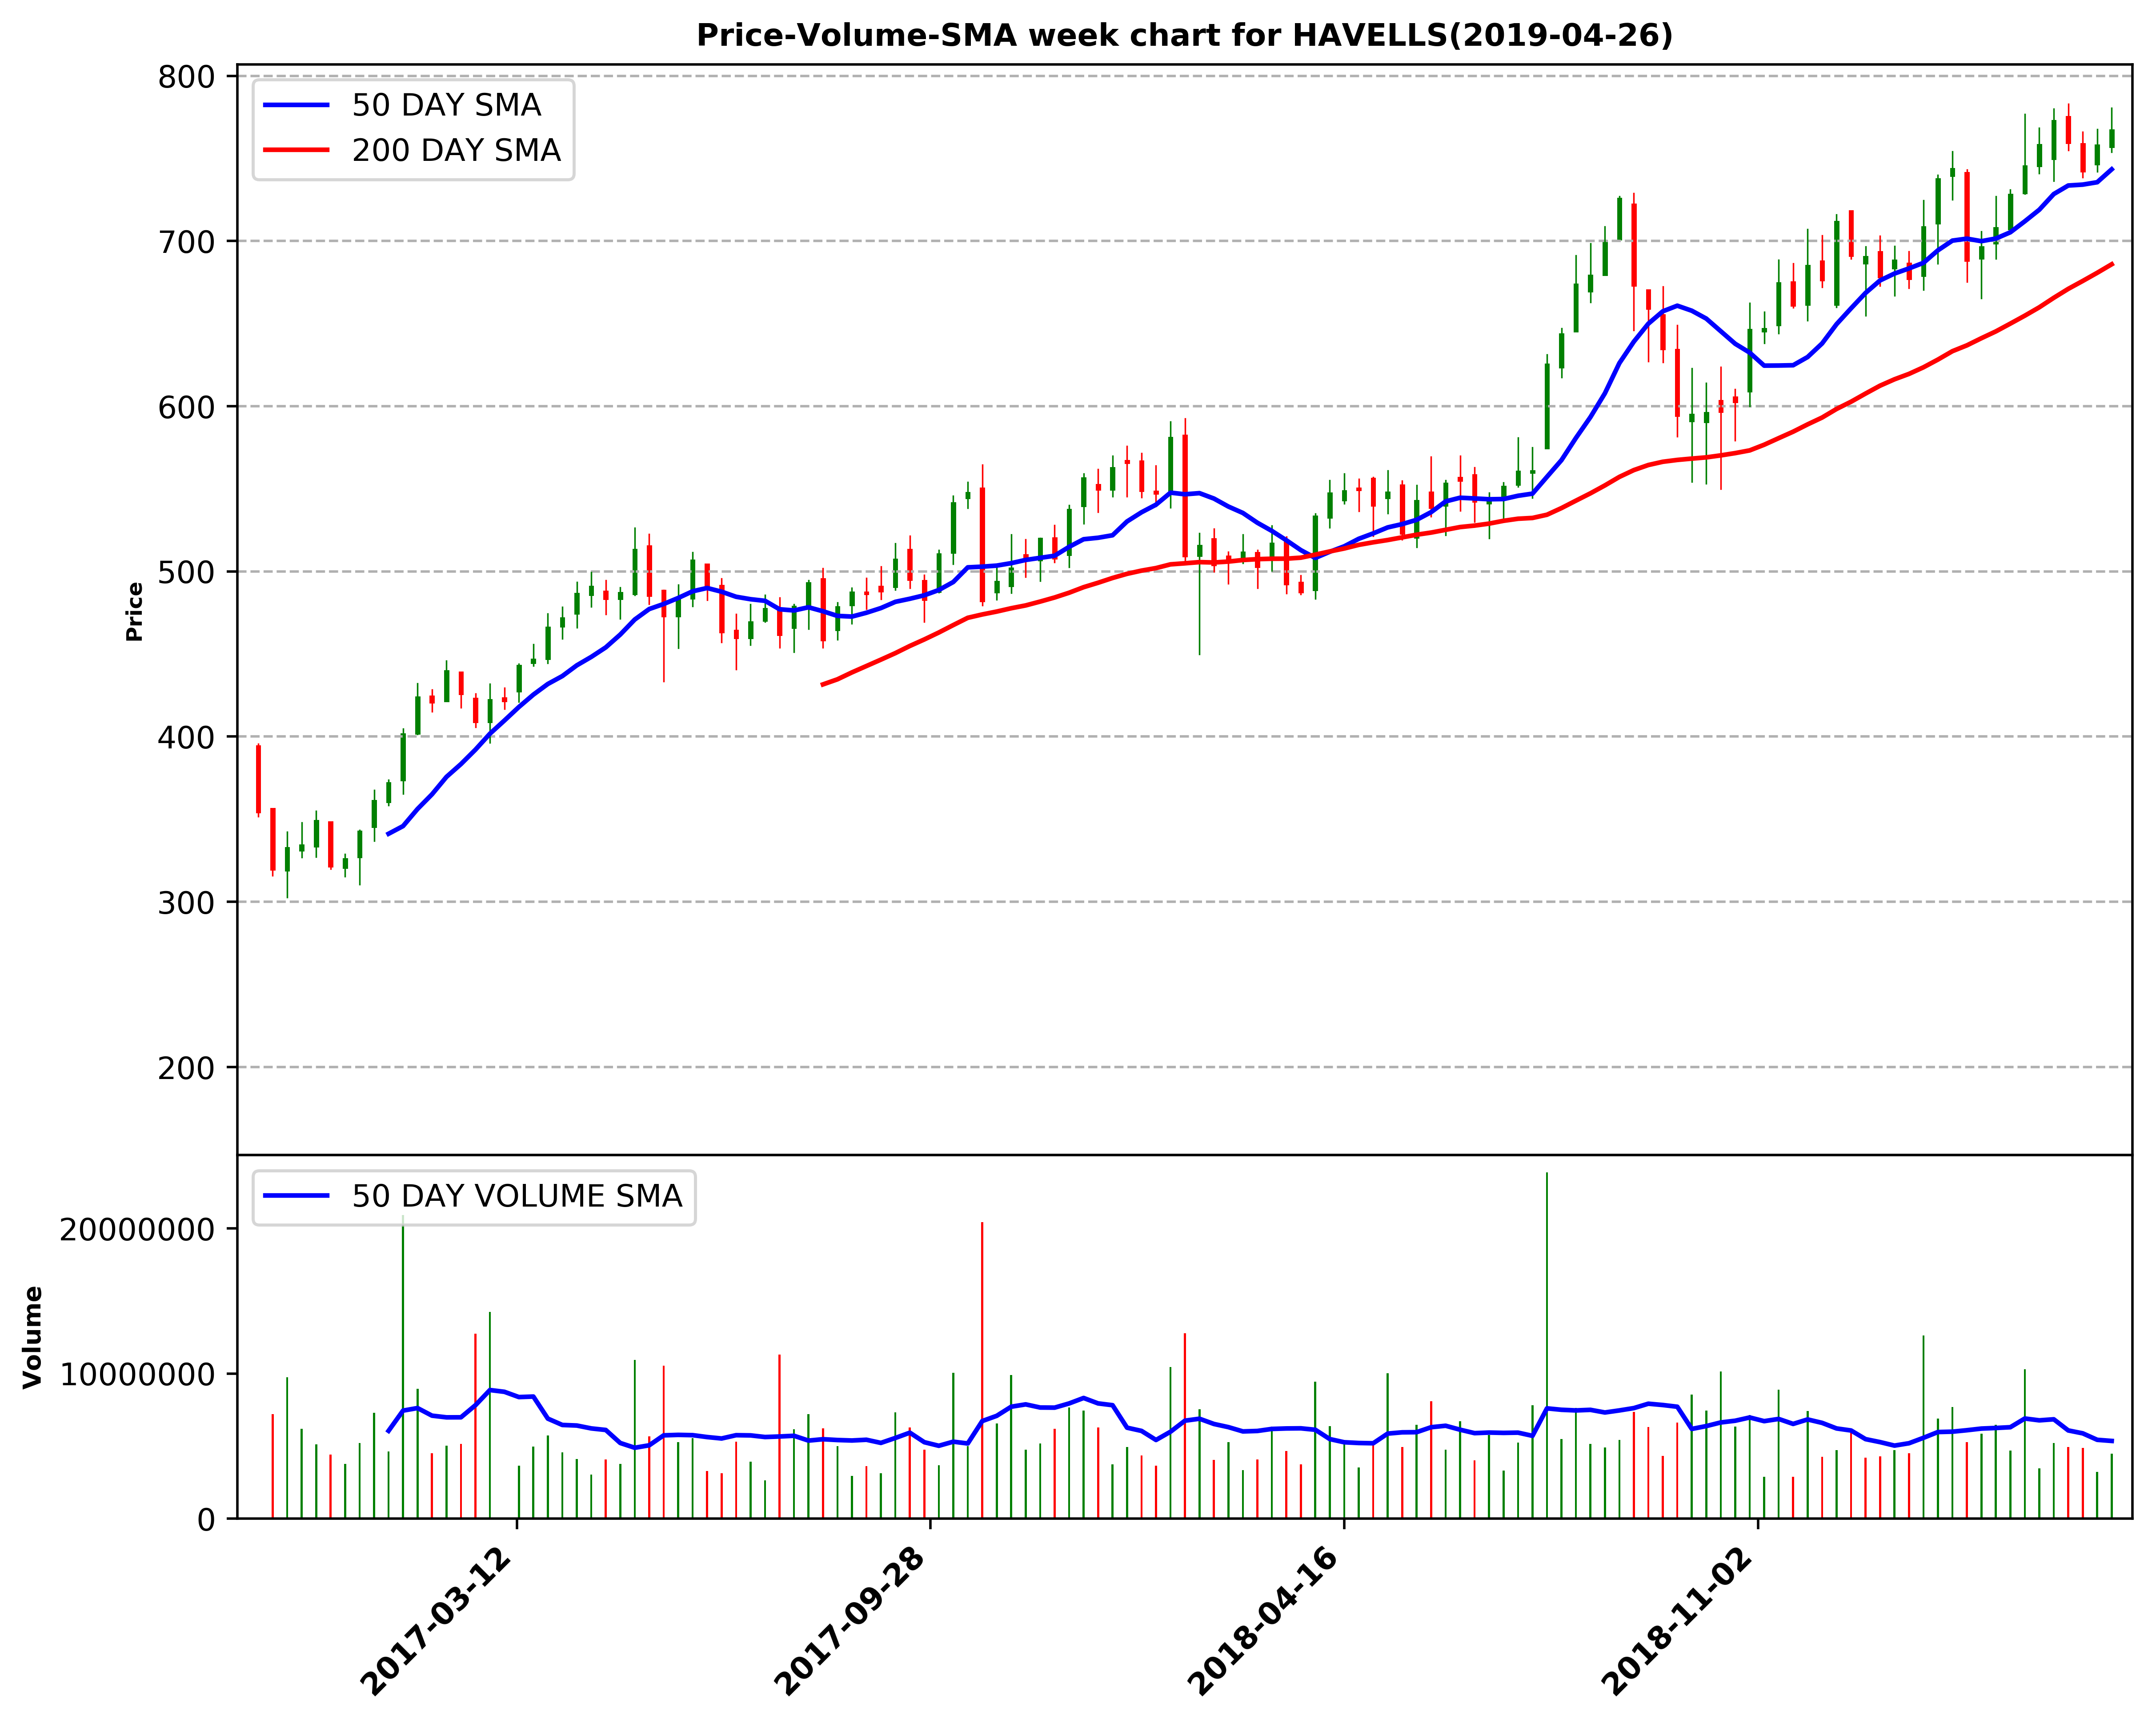 Price-Volume-SMA week chart for HAVELLS(2019-04-26)
50 DAY SMA
200 DAY SMA
800
700
600
500
400
300
200
Price
50 DAY VOLUME SMA
20000000
10000000
0
Volume
2017-03-12
2017-09-28
2018-04-16
2018-11-02